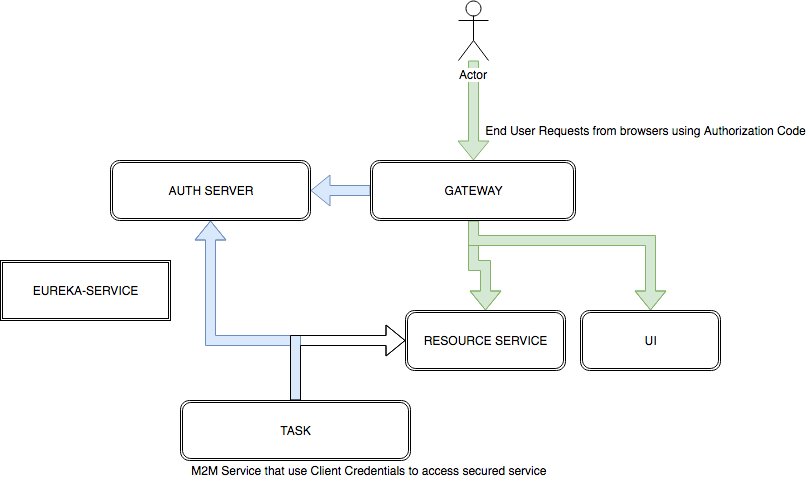 Actor
End User Requests from browsers using Authorization Code
AUTH SERVER
GATEWAY
EUREKA-SERVICE
RESOURCE SERVICE
UI
TASK
M2M Service that use Client Credentials to access secured service